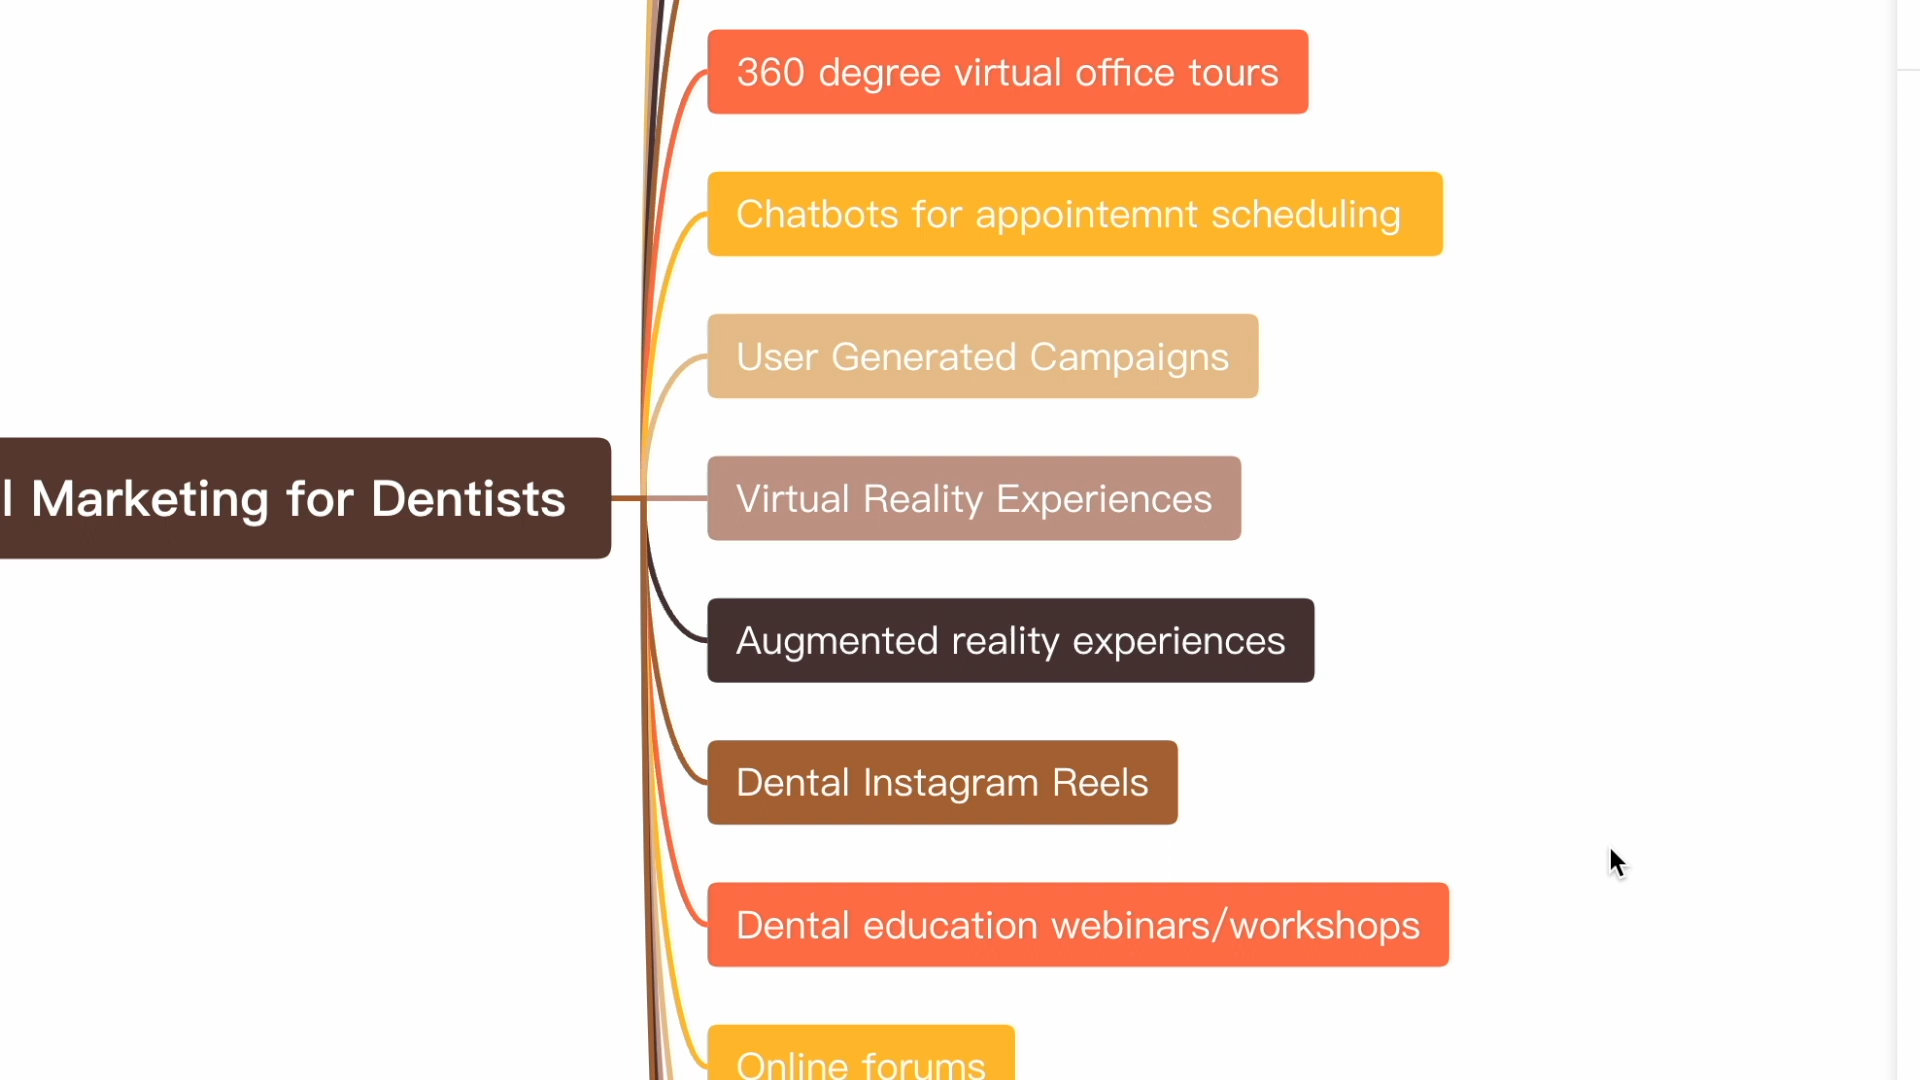 360 degree virtual office tours
Chatbots for appointemnt scheduling
User Generated Campaigns
l Marketing for Dentists
Virtual Reality Experiences
Augmented reality experiences
Dental Instagram Reels
Dental education webinars/workshops
Online forums